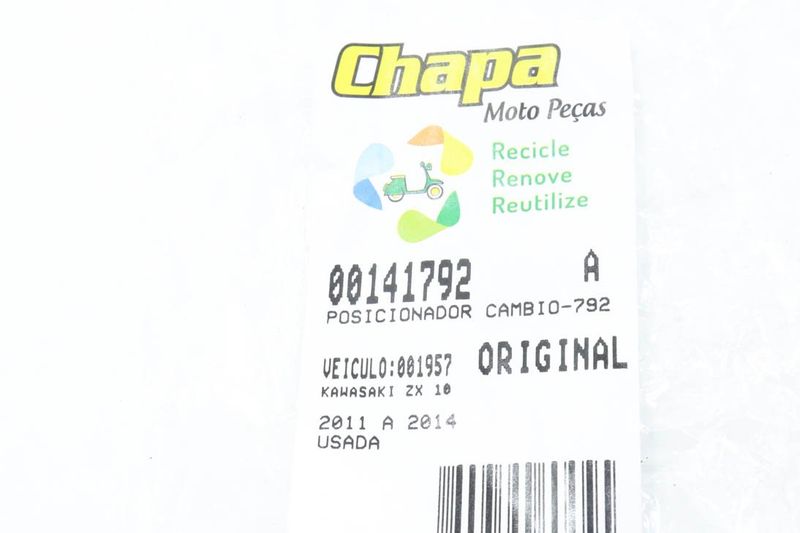 Chapa
Moto Peças
Recicle
Renove
Reutilize
00141792 A
POSICIONADOR CAMBIO-792
VEICULO:001957 ORIGINAL
KAWASAKI ZX 10
2011 A 2014
USADA